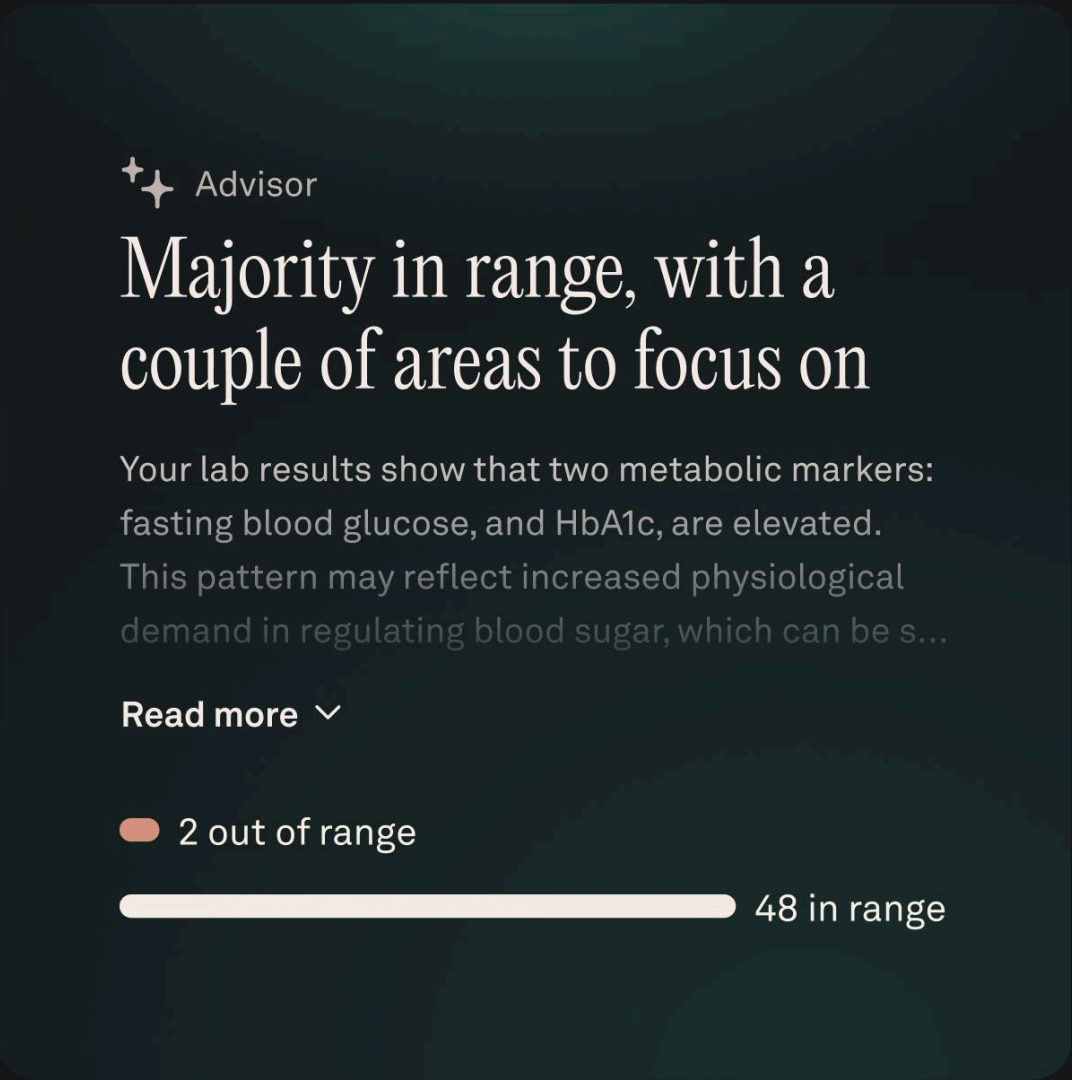 Advisor
Majority in range, with a
couple of areas to focus on
Your lab results show that two metabolic markers:
fasting blood glucose, and HbA1c, are elevated.
This pattern may reflect increased physiological
demand in regulating blood sugar, which can be s...
Read more
2 out of range
48 in range